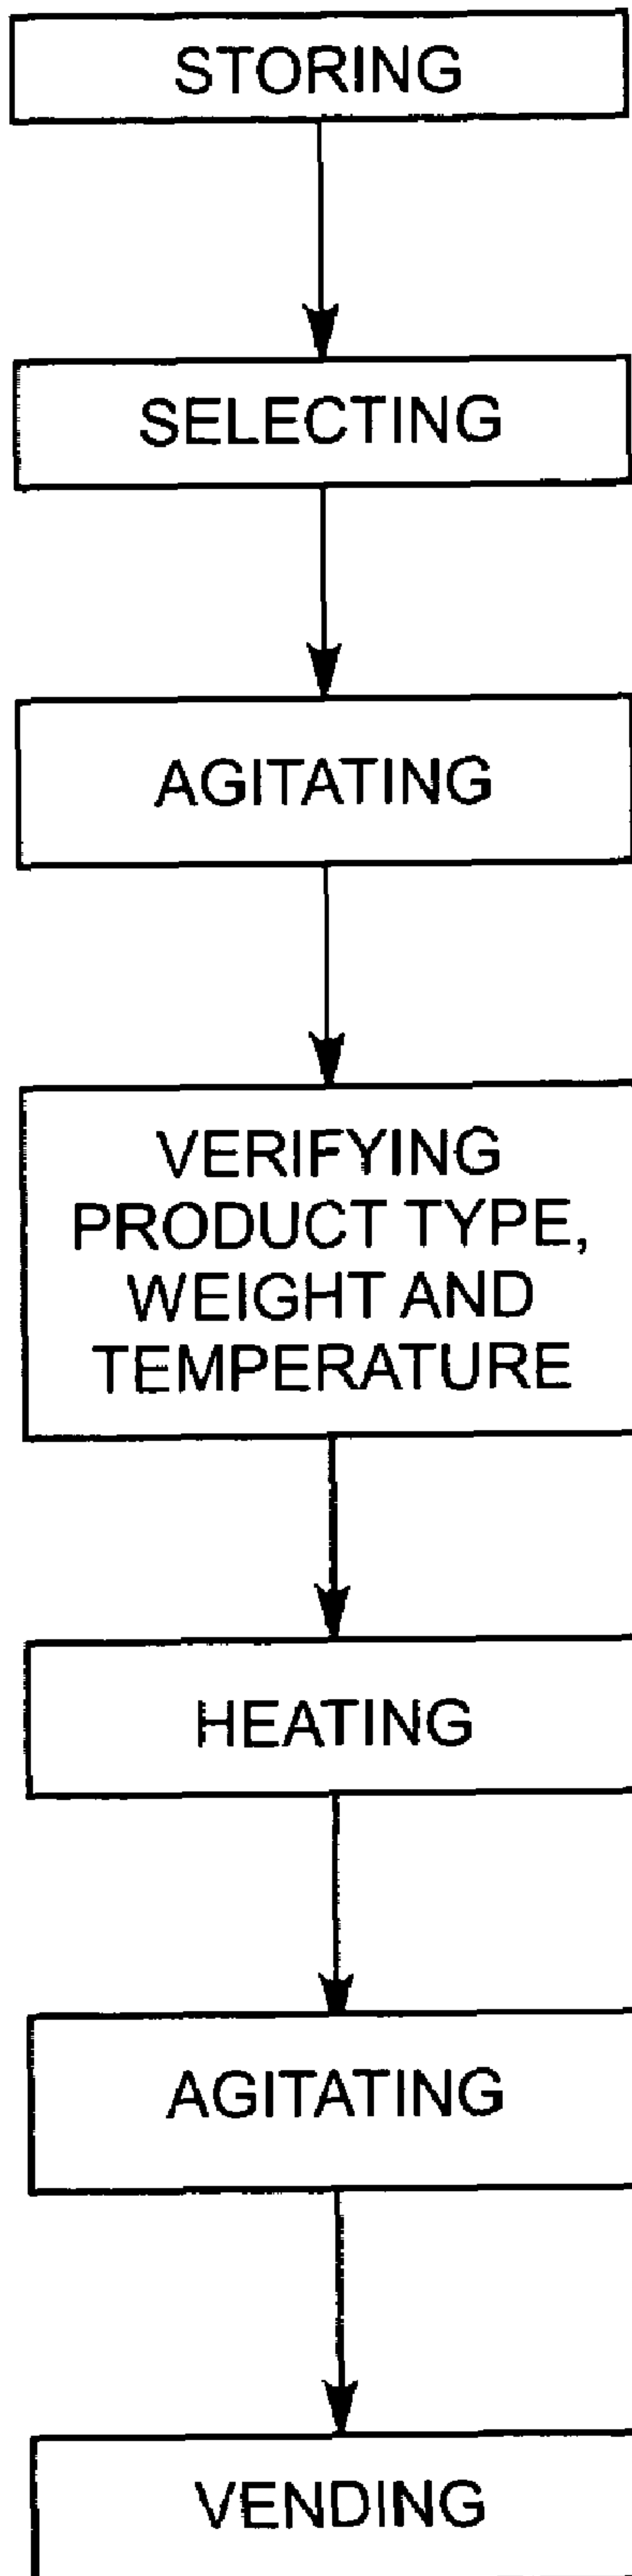 STORING
SELECTING
AGITATING
VERIFYING
PRODUCT TYPE,
WEIGHT AND
TEMPERATURE
HEATING
AGITATING
VENDING